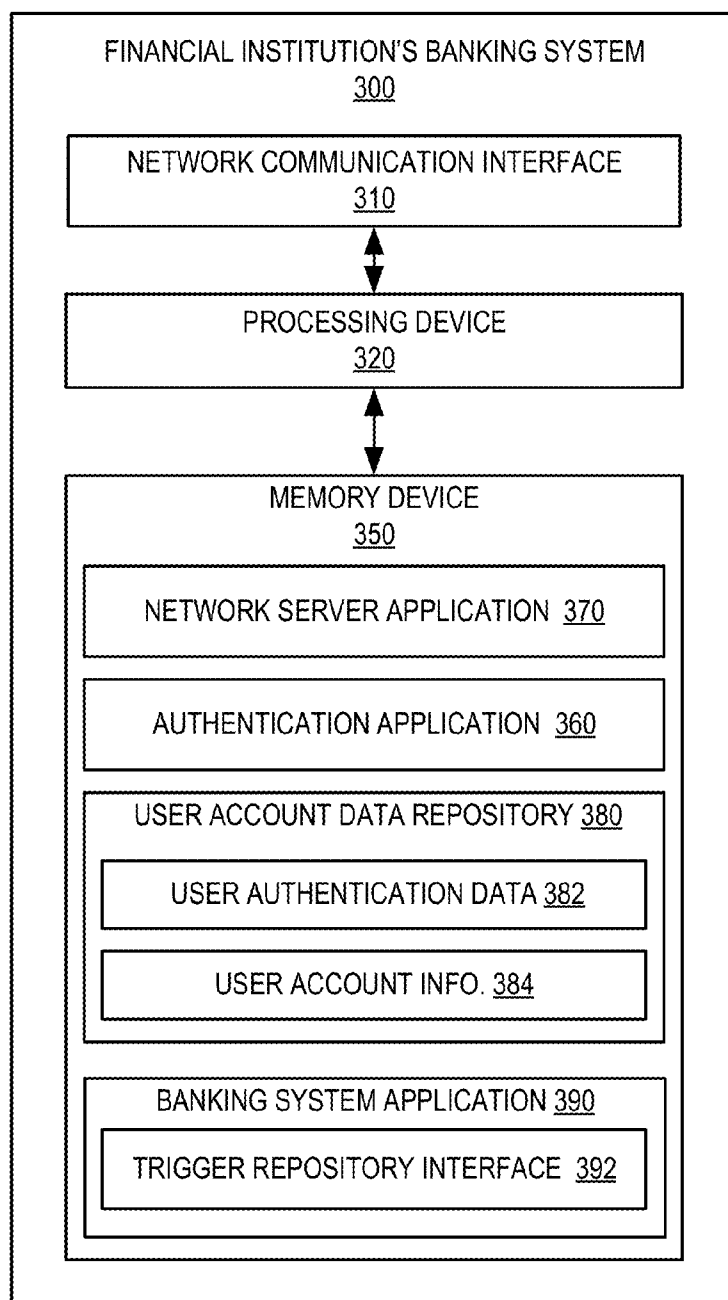 FINANCIAL INSTITUTION'S BANKING SYSTEM
300
NETWORK COMMUNICATION INTERFACE
310
PROCESSING DEVICE
320
MEMORY DEVICE
350
NETWORK SERVER APPLICATION 370
AUTHENTICATION APPLICATION 360
USER ACCOUNT DATA REPOSITORY 380
USER AUTHENTICATION DATA 382
USER ACCOUNT INFO. 384
BANKING SYSTEM APPLICATION 390
TRIGGER REPOSITORY INTERFACE 392